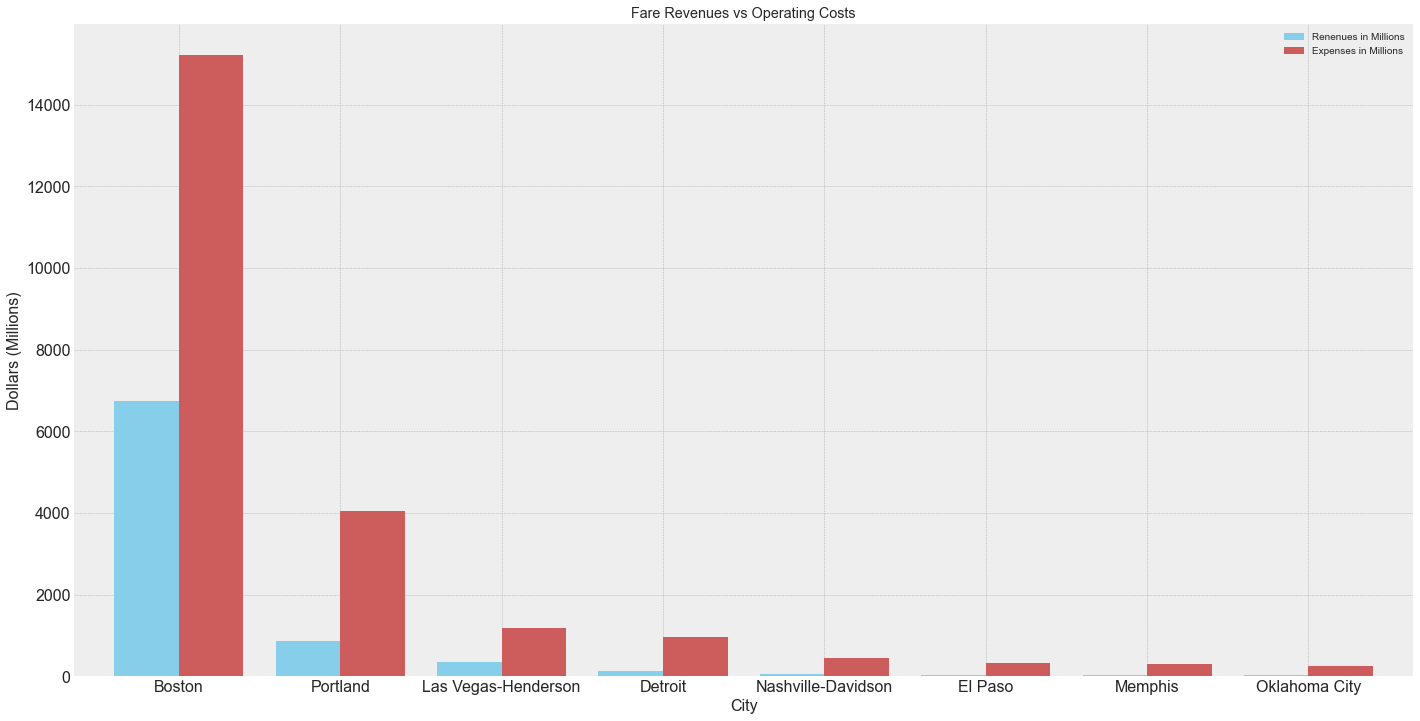 Fare Revenues vs Operating Costs
Renenues in Millions
Expenses in Millions
Dollars (Millions)
14000
12000
10000
8000
6000
4000
2000
0
Boston
Portland
Las Vegas-Henderson
Detroit
Nashville-Davidson
El Paso
Memphis
Oklahoma City
City